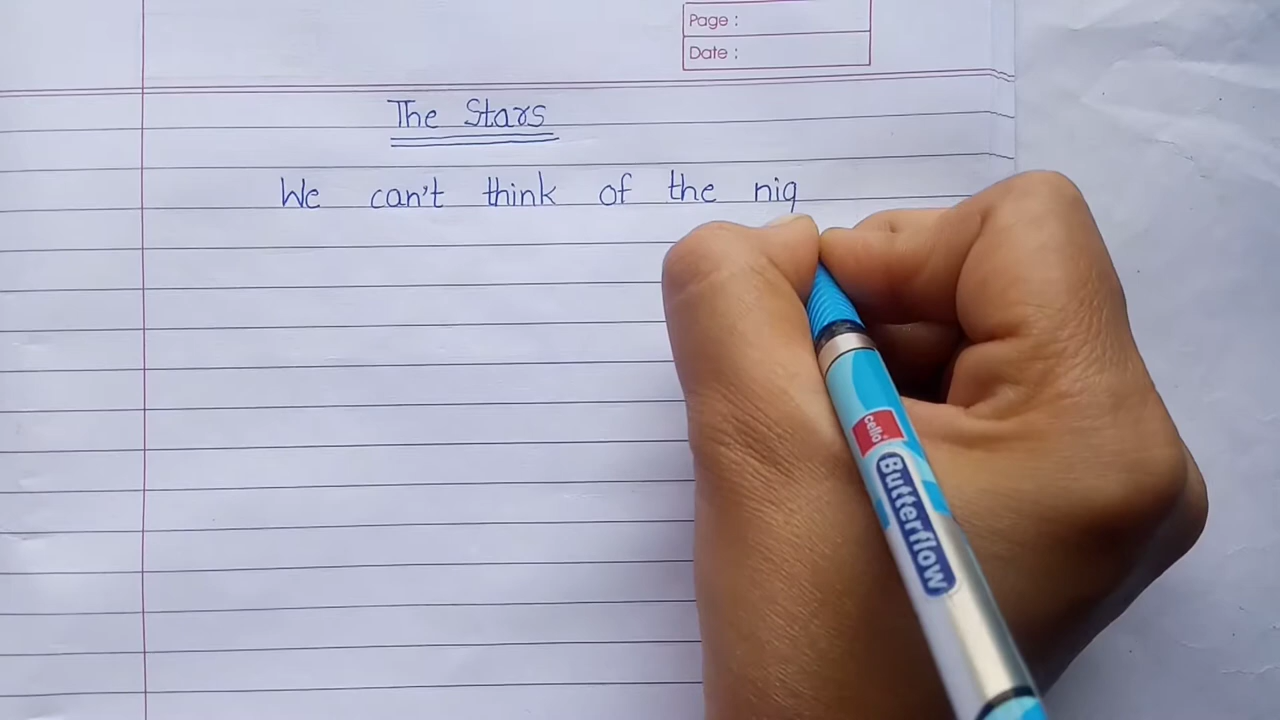 Page :
Date :
The Stars
We can't think of the nig
cello
Butterflow